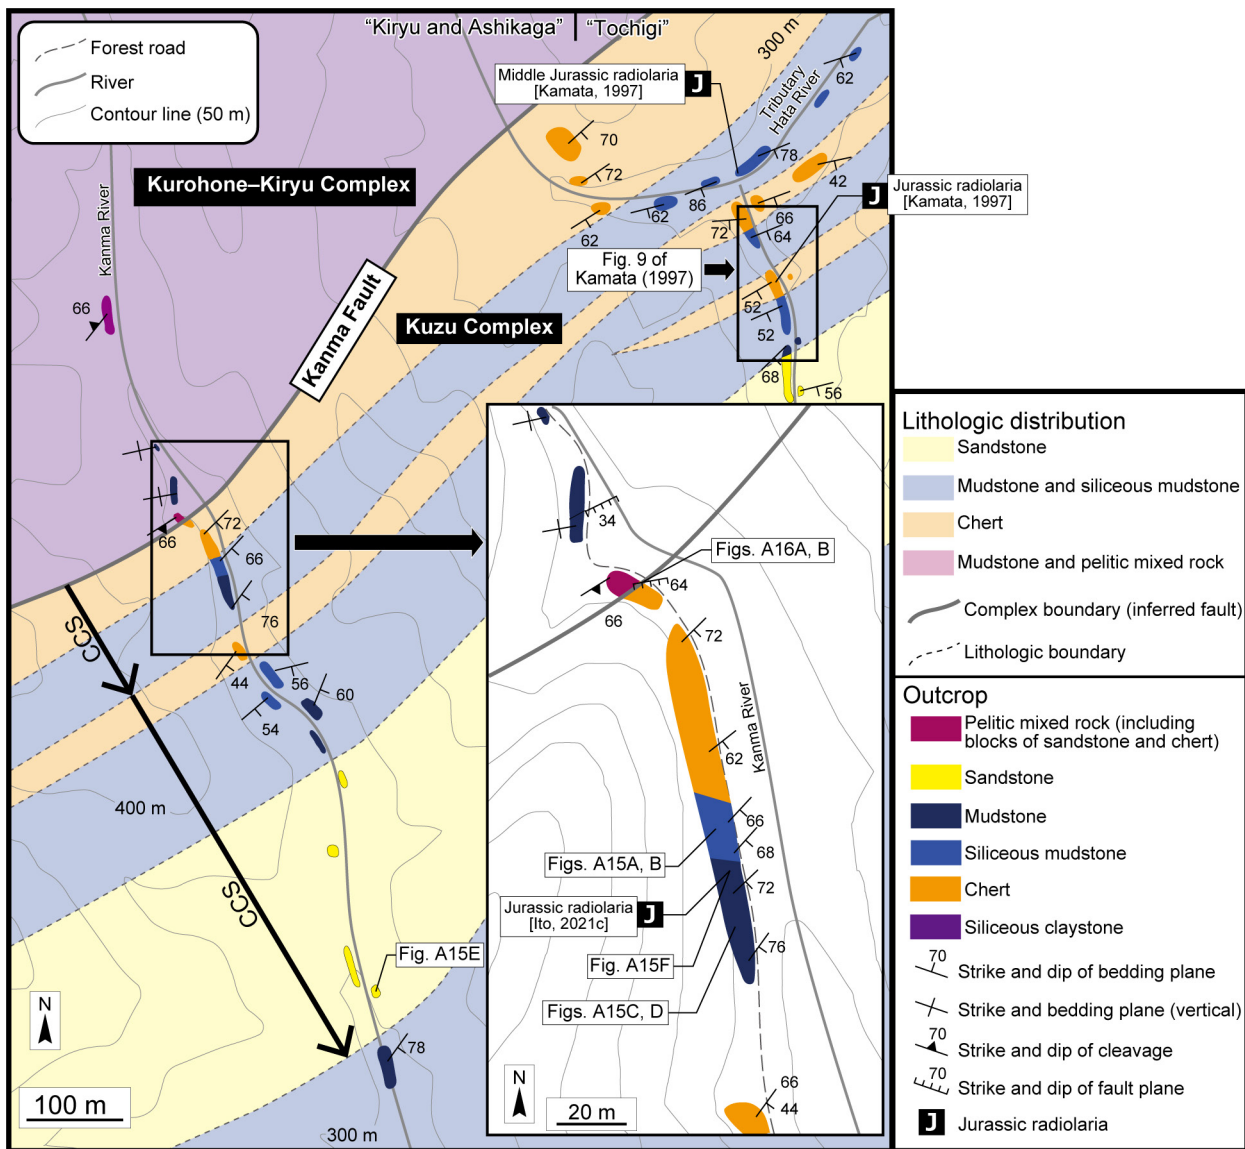 Forest road
River
Contour line (50 m)
"Kiryu and Ashikaga"
"Tochigi"
300 m
Middle Jurassic radiolaria
[Kamata, 1997]
J
Tributary
Hata River
62
70
72
78
42
Jurassic radiolaria
[Kamata, 1997]
J
Kurohone–Kiryu Complex
Kanma River
62
62
86
66
72
64
Fig. 9 of
Kamata (1997)
66
Kanma Fault
Kuzu Complex
52
52
68
56
72
66
66
76
CCS
44
56
60
54
400 m
CCS
Fig. A15E
N
78
100 m
300 m
34
Figs. A16A, B
64
66
72
Kanma River
62
66
Figs. A15A, B
68
72
Jurassic radiolaria
[Ito, 2021c]
J
76
Fig. A15F
Figs. A15C, D
N
20 m
66
44
Lithologic distribution
Sandstone
Mudstone and siliceous mudstone
Chert
Mudstone and pelitic mixed rock
Complex boundary (inferred fault)
Lithologic boundary
Outcrop
Pelitic mixed rock (including
blocks of sandstone and chert)
Sandstone
Mudstone
Siliceous mudstone
Chert
Siliceous claystone
70
Strike and dip of bedding plane
Strike and bedding plane (vertical)
70
Strike and dip of cleavage
70
Strike and dip of fault plane
J
Jurassic radiolaria